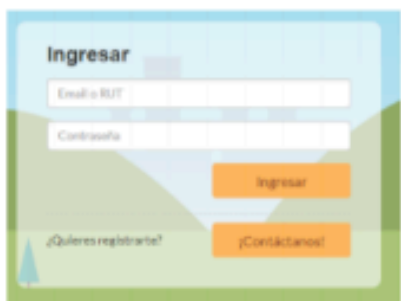 Ingresar
Email o RUT
Contraseña
Ingresar
¿Quieres registrarte?
¡Contáctanos!